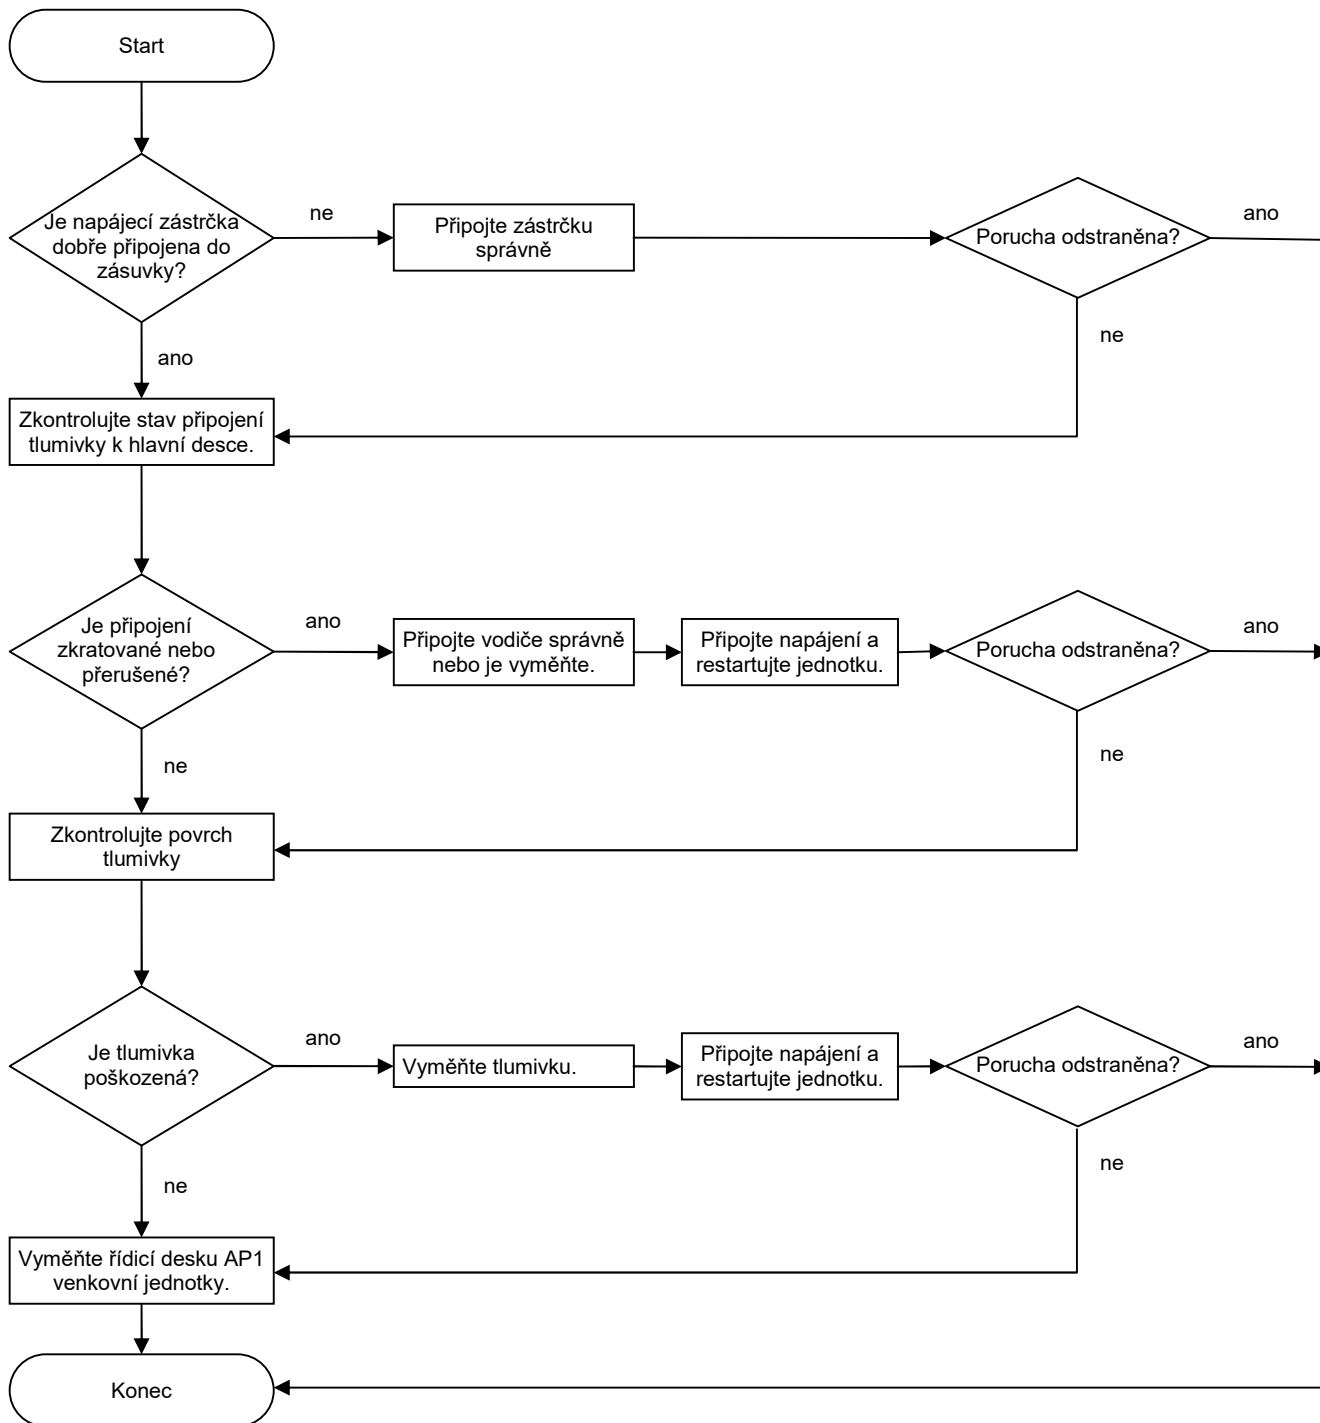 Start
Je napájecí zástrčka
dobře připojena do
zásuvky?
ne
Připojte zástrčku
správně
Porucha odstraněna?
ano
ne
ano
Zkontrolujte stav připojení
tlumivky k hlavní desce.
Je připojení
zkratované nebo
přerušené?
ano
Připojte vodiče správně
nebo je vyměňte.
Připojte napájení a
restartujte jednotku.
Porucha odstraněna?
ano
ne
ne
Zkontrolujte povrch
tlumivky
Je tlumivka
poškozená?
ano
Vyměňte tlumivku.
Připojte napájení a
restartujte jednotku.
Porucha odstraněna?
ano
ne
ne
Vyměňte řídicí desku AP1
venkovní jednotky.
Konec